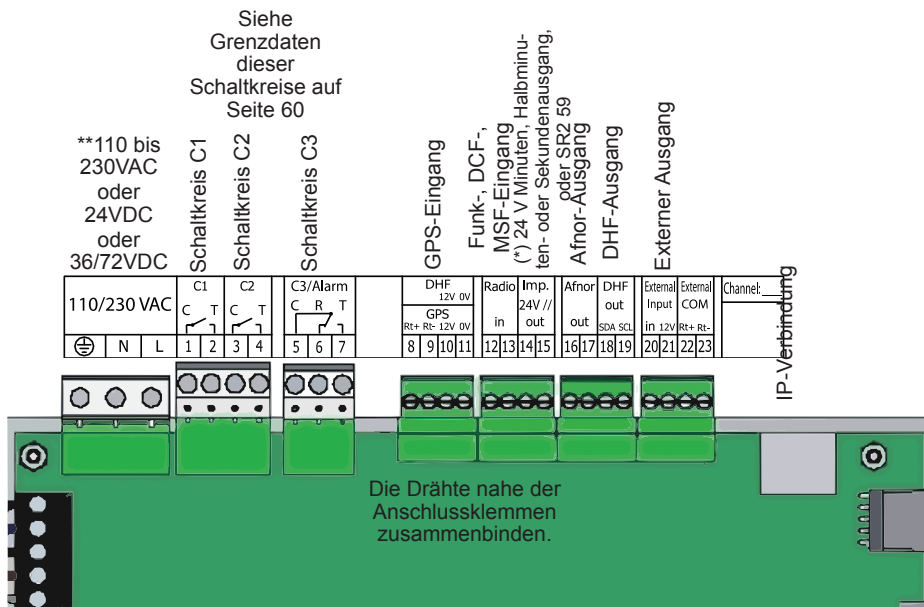 Siehe
Grenzdaten
dieser
Schaltkreise auf
Seite 60
**110 bis
230VAC
oder
24VDC
oder
36/72VDC
Schaltkreis C1
Schaltkreis C2
Schaltkreis C3
GPS-Eingang
Funk-, DCF-,
MSF-Eingang
(*) 24 V Minuten, Halbminu-
ten- oder Sekundenausgang,
oder SR2 59
Afnor-Ausgang
DHF-Ausgang
Externer Ausgang
IP-Verbindung
110/230 VAC
N L
C1
C T
1 2
C2
C T
3 4
C3/Alarm
C R T
5 6 7
DHF
12V 0V
GPS
Rt+ Rt- 12V 0V
8 9 10 11
Radio
in
12 13
Imp.
24V //
out
14 15
Afnor
out
16 17
DHF
out
SDA SCL
18 19
External
Input
in 12V
20 21
External
COM
Rt+ Rt-
22 23
Channel:___
Die Drähte nahe der
Anschlussklemmen
zusammenbinden.